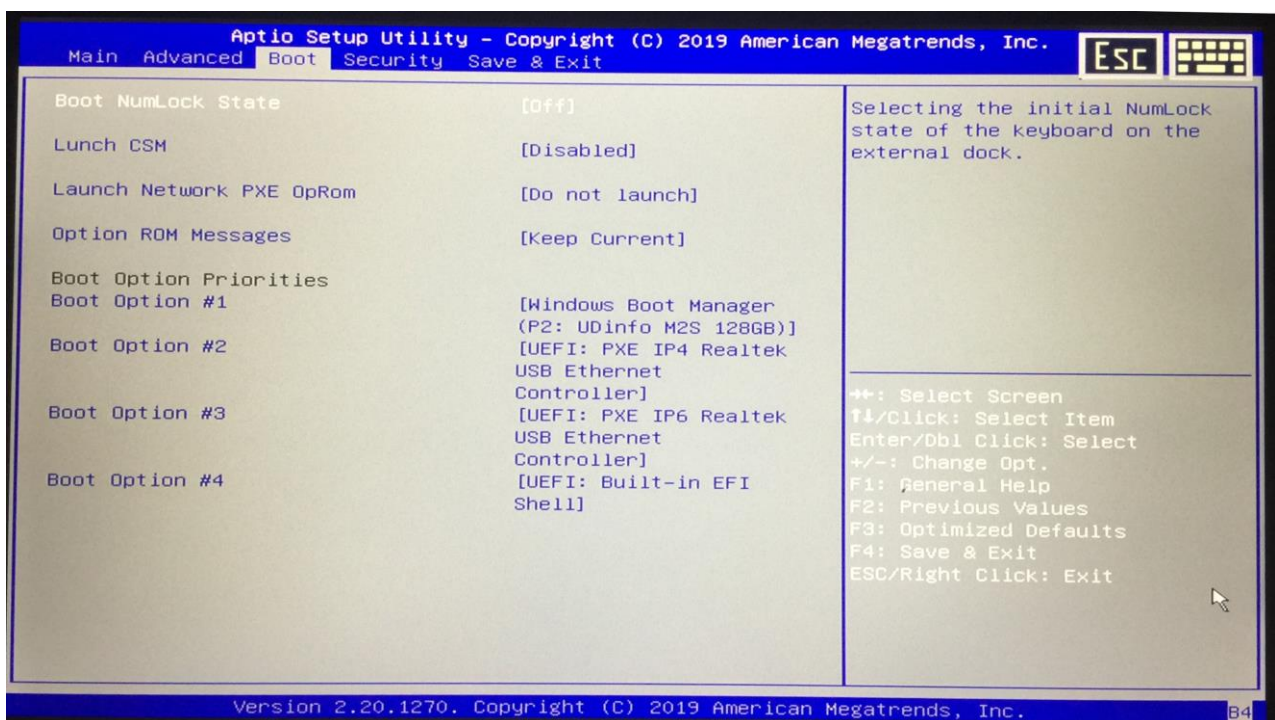 Aptio Setup Utility – Copyright (C) 2019 American Megatrends, Inc.
Main Advanced Boot Security Save & Exit
Esc
Boot NumLock State [Off]
Lunch CSM [Disabled]
Launch Network PXE OpRom [Do not launch]
Option ROM Messages [Keep Current]
Boot Option Priorities
Boot Option #1 [Windows Boot Manager
(P2: UDinfo M2S 128GB)]
Boot Option #2 [UEFI: PXE IP4 Realtek
USB Ethernet
Controller]
Boot Option #3 [UEFI: PXE IP6 Realtek
USB Ethernet
Controller]
Boot Option #4 [UEFI: Built-in EFI
Shell]
Selecting the initial NumLock
state of the keyboard on the
external dock.
→←: Select Screen
↑↓/Click: Select Item
Enter/Dbl Click: Select
+/-: Change Opt.
F1: General Help
F2: Previous Values
F3: Optimized Defaults
F4: Save & Exit
ESC/Right Click: Exit
Version 2.20.1270. Copyright (C) 2019 American Megatrends, Inc.
B4